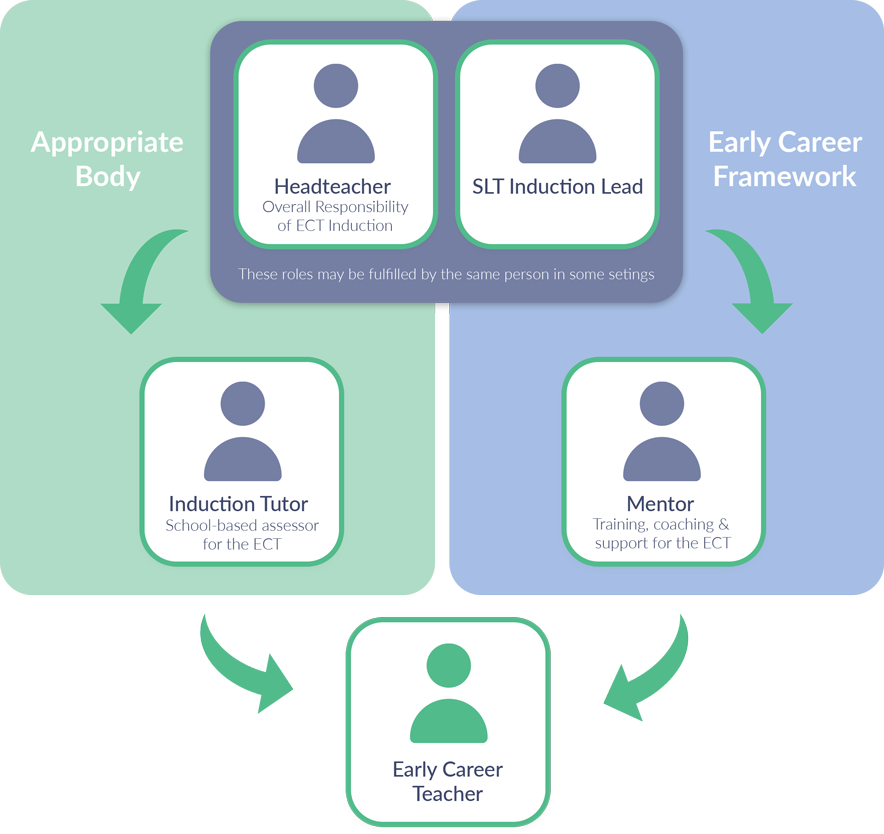 Appropriate
Body
Headteacher
Overall Responsibility
of ECT Induction
SLT Induction Lead
These roles may be fulfilled by the same person in some setings
Early Career
Framework
Induction Tutor
School-based assessor
for the ECT
Mentor
Training, coaching &
support for the ECT
Early Career
Teacher